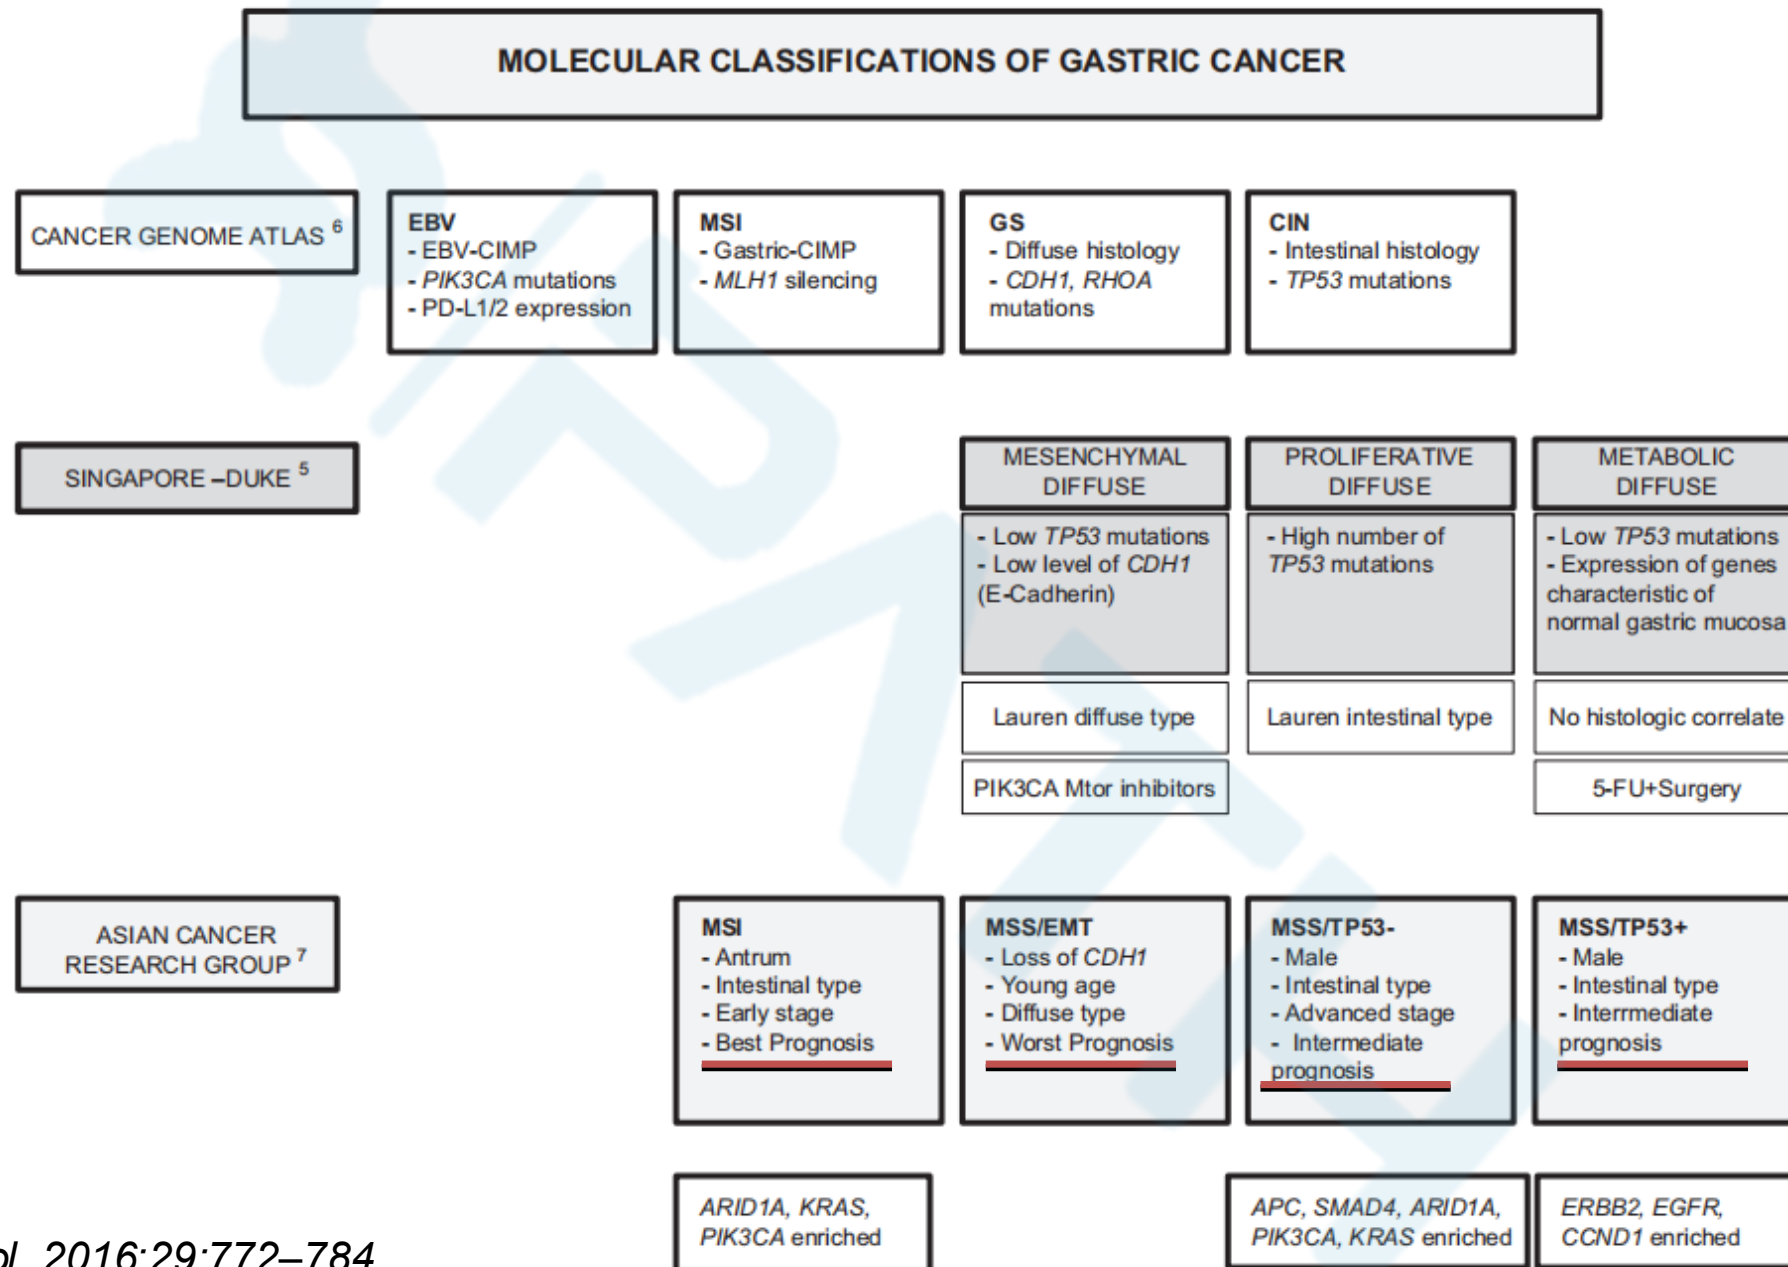 MOLECULAR CLASSIFICATIONS OF GASTRIC CANCER
CANCER GENOME ATLAS 6
EBV
- EBV-CIMP
- PIK3CA mutations
- PD-L1/2 expression
MSI
- Gastric-CIMP
- MLH1 silencing
GS
- Diffuse histology
- CDH1, RHOA
mutations
CIN
- Intestinal histology
- TP53 mutations
SINGAPORE –DUKE 5
MESENCHYMAL
DIFFUSE
- Low TP53 mutations
- Low level of CDH1
(E-Cadherin)
Lauren diffuse type
PIK3CA Mtor inhibitors
PROLIFERATIVE
DIFFUSE
- High number of
TP53 mutations
Lauren intestinal type
METABOLIC
DIFFUSE
- Low TP53 mutations
- Expression of genes
characteristic of
normal gastric mucosa
No histologic correlate
5-FU+Surgery
ASIAN CANCER
RESEARCH GROUP 7
MSI
- Antrum
- Intestinal type
- Early stage
- Best Prognosis
ARID1A, KRAS,
PIK3CA enriched
MSS/EMT
- Loss of CDH1
- Young age
- Diffuse type
- Worst Prognosis
MSS/TP53-
- Male
- Intestinal type
- Advanced stage
- Intermediate
prognosis
APC, SMAD4, ARID1A,
PIK3CA, KRAS enriched
MSS/TP53+
- Male
- Intestinal type
- Interrmediate
prognosis
ERBB2, EGFR,
CCND1 enriched
2016;29:772–784